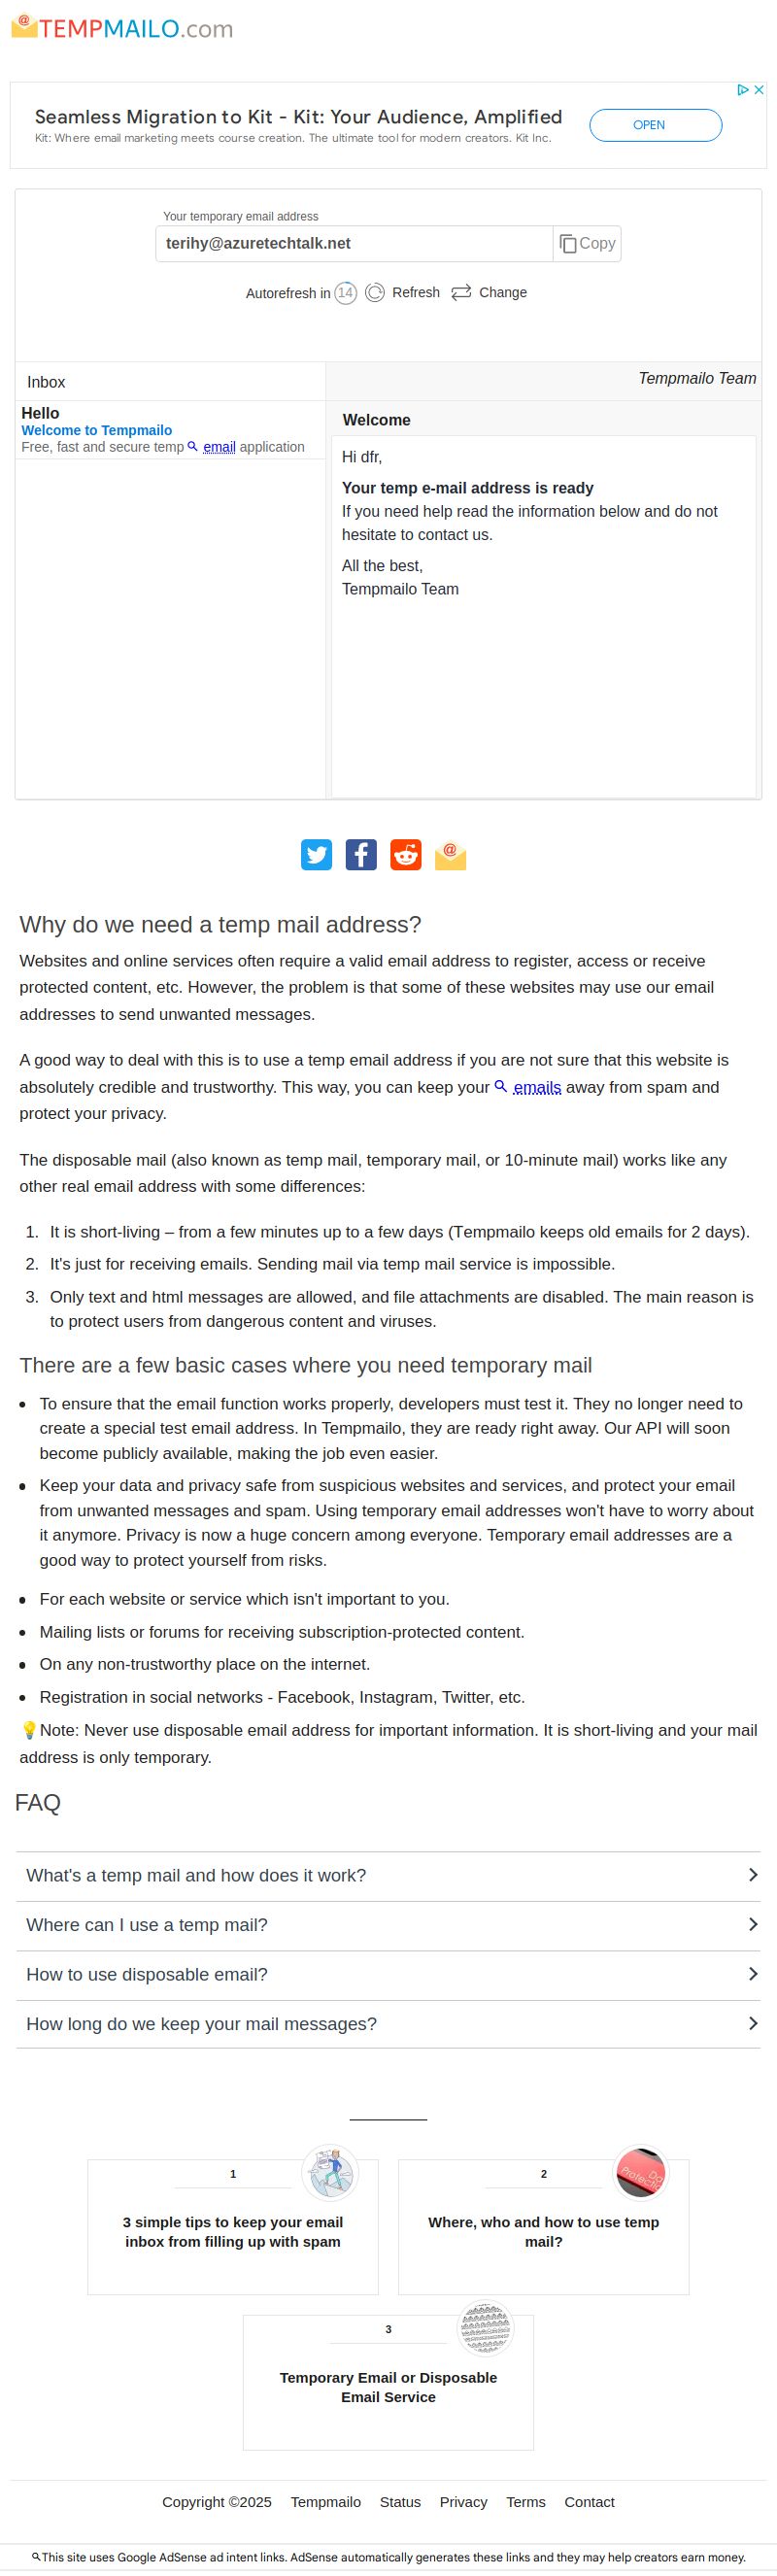 TEMPMAILO.com
Seamless Migration to Kit - Kit: Your Audience, Amplified
Kit: Where email marketing meets course creation. The ultimate tool for modern creators. Kit Inc.
OPEN
Your temporary email address
terihy@azuretechtalk.net
Copy
Autorefresh in 14 Refresh Change
Inbox
Tempmailo Team
Hello
Welcome to Tempmailo
Free, fast and secure temp email application
Welcome
Hi dfr,
Your temp e-mail address is ready
If you need help read the information below and do not
hesitate to contact us.
All the best,
Tempmailo Team
Why do we need a temp mail address?
Websites and online services often require a valid email address to register, access or receive
protected content, etc. However, the problem is that some of these websites may use our email
addresses to send unwanted messages.
A good way to deal with this is to use a temp email address if you are not sure that this website is
absolutely credible and trustworthy. This way, you can keep your emails away from spam and
protect your privacy.
The disposable mail (also known as temp mail, temporary mail, or 10-minute mail) works like any
other real email address with some differences:
1. It is short-living – from a few minutes up to a few days (Tempmailo keeps old emails for 2 days).
2. It's just for receiving emails. Sending mail via temp mail service is impossible.
3. Only text and html messages are allowed, and file attachments are disabled. The main reason is
to protect users from dangerous content and viruses.
There are a few basic cases where you need temporary mail
• To ensure that the email function works properly, developers must test it. They no longer need to
create a special test email address. In Tempmailo, they are ready right away. Our API will soon
become publicly available, making the job even easier.
• Keep your data and privacy safe from suspicious websites and services, and protect your email
from unwanted messages and spam. Using temporary email addresses won't have to worry about
it anymore. Privacy is now a huge concern among everyone. Temporary email addresses are a
good way to protect yourself from risks.
• For each website or service which isn't important to you.
• Mailing lists or forums for receiving subscription-protected content.
• On any non-trustworthy place on the internet.
• Registration in social networks - Facebook, Instagram, Twitter, etc.
💡Note: Never use disposable email address for important information. It is short-living and your mail
address is only temporary.
FAQ
What's a temp mail and how does it work?
Where can I use a temp mail?
How to use disposable email?
How long do we keep your mail messages?
1
3 simple tips to keep your email
inbox from filling up with spam
2
Where, who and how to use temp
mail?
3
Temporary Email or Disposable
Email Service
Copyright ©2025 Tempmailo Status Privacy Terms Contact
This site uses Google AdSense ad intent links. AdSense automatically generates these links and they may help creators earn money.